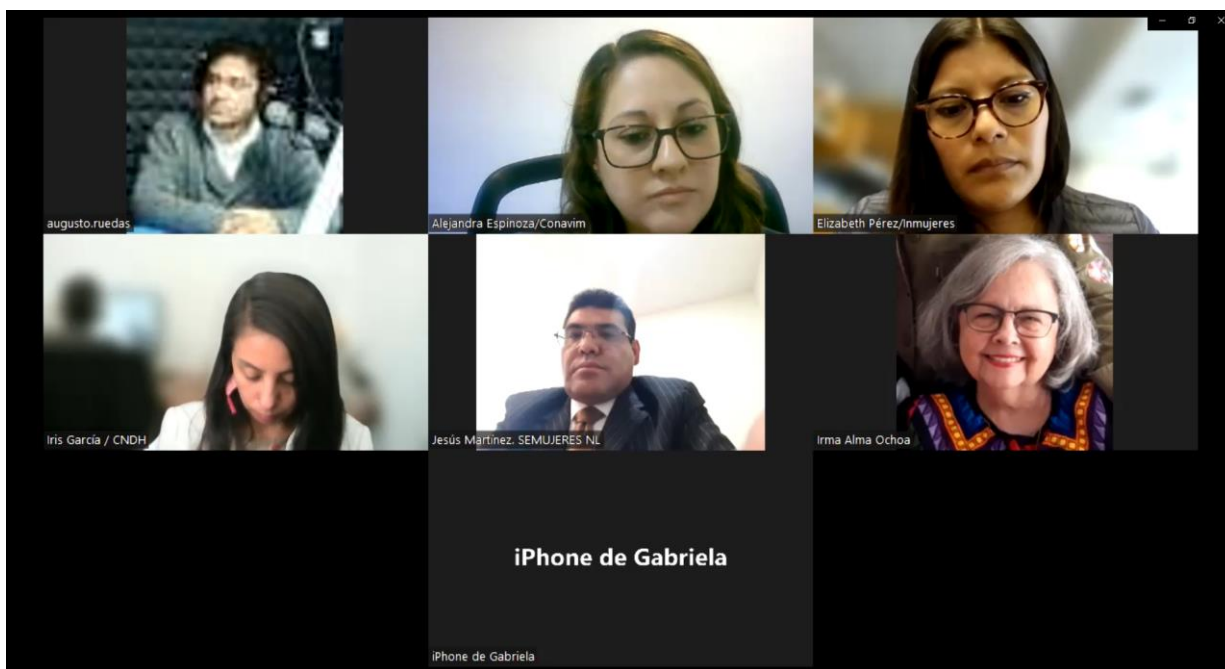 augusto.ruedas
Alejandra Espinoza/Conavim
Elizabeth Pérez/Inmujeres
Iris García / CNDH
Jesús Martínez. SEMUJERES NL
Irma Alma Ochoa
iPhone de Gabriela
iPhone de Gabriela